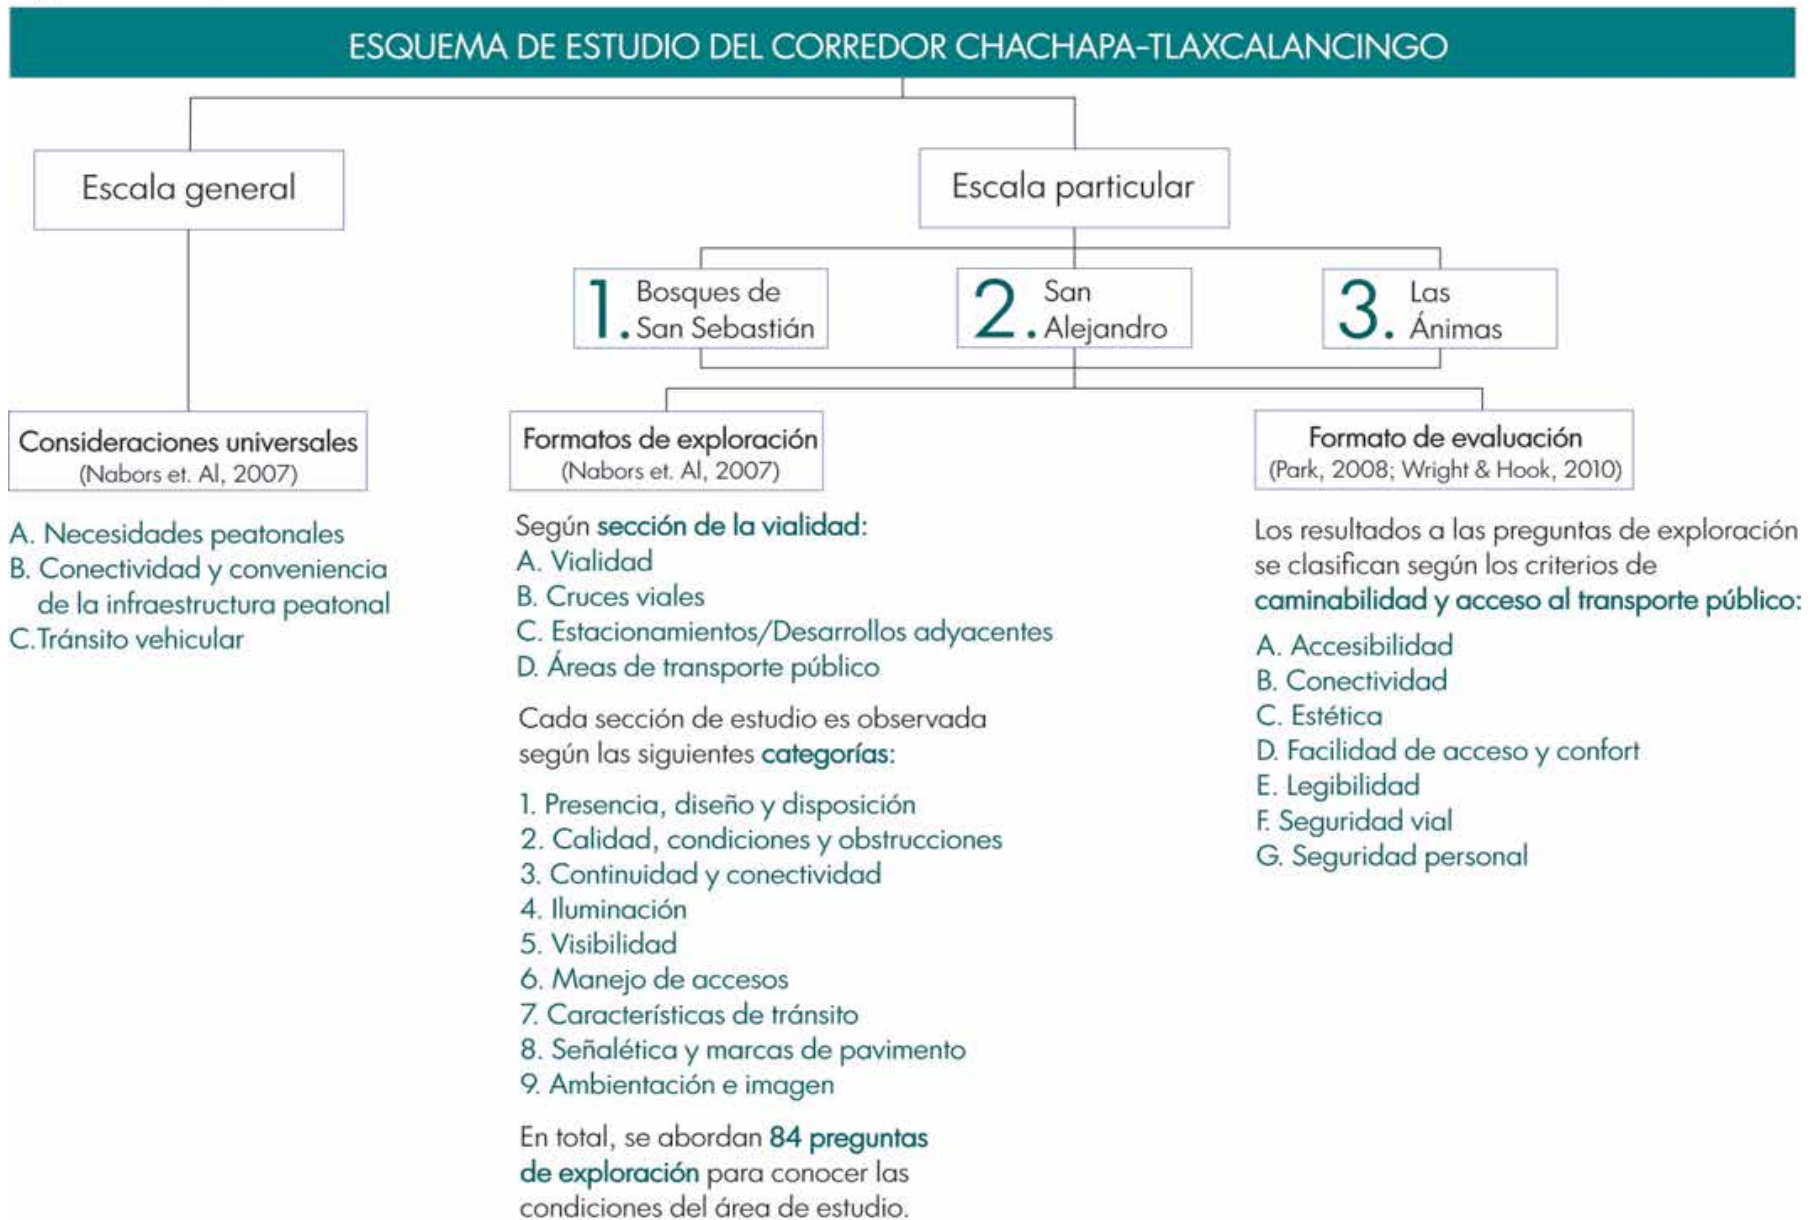 ESQUEMA DE ESTUDIO DEL CORREDOR CHACHAPA-TLAXCALANCINGO
Escala general
Escala particular
1. Bosques de
San Sebastián
2. San
Alejandro
3. Las
Ánimas
Consideraciones universales
(Nabors et. Al, 2007)
A. Necesidades peatonales
B. Conectividad y conveniencia
de la infraestructura peatonal
C.Tránsito vehicular
Formatos de exploración
(Nabors et. Al, 2007)
Según sección de la vialidad:
A. Vialidad
B. Cruces viales
C. Estacionamientos/Desarrollos adyacentes
D. Áreas de transporte público
Cada sección de estudio es observada
según las siguientes categorías:
1. Presencia, diseño y disposición
2. Calidad, condiciones y obstrucciones
3. Continuidad y conectividad
4. Iluminación
5. Visibilidad
6. Manejo de accesos
7. Características de tránsito
8. Señalética y marcas de pavimento
9. Ambientación e imagen
En total, se abordan 84 preguntas
de exploración para conocer las
condiciones del área de estudio.
Formato de evaluación
(Park, 2008; Wright & Hook, 2010)
Los resultados a las preguntas de exploración
se clasifican según los criterios de
caminabilidad y acceso al transporte público:
A. Accesibilidad
B. Conectividad
C. Estética
D. Facilidad de acceso y confort
E. Legibilidad
F. Seguridad vial
G. Seguridad personal